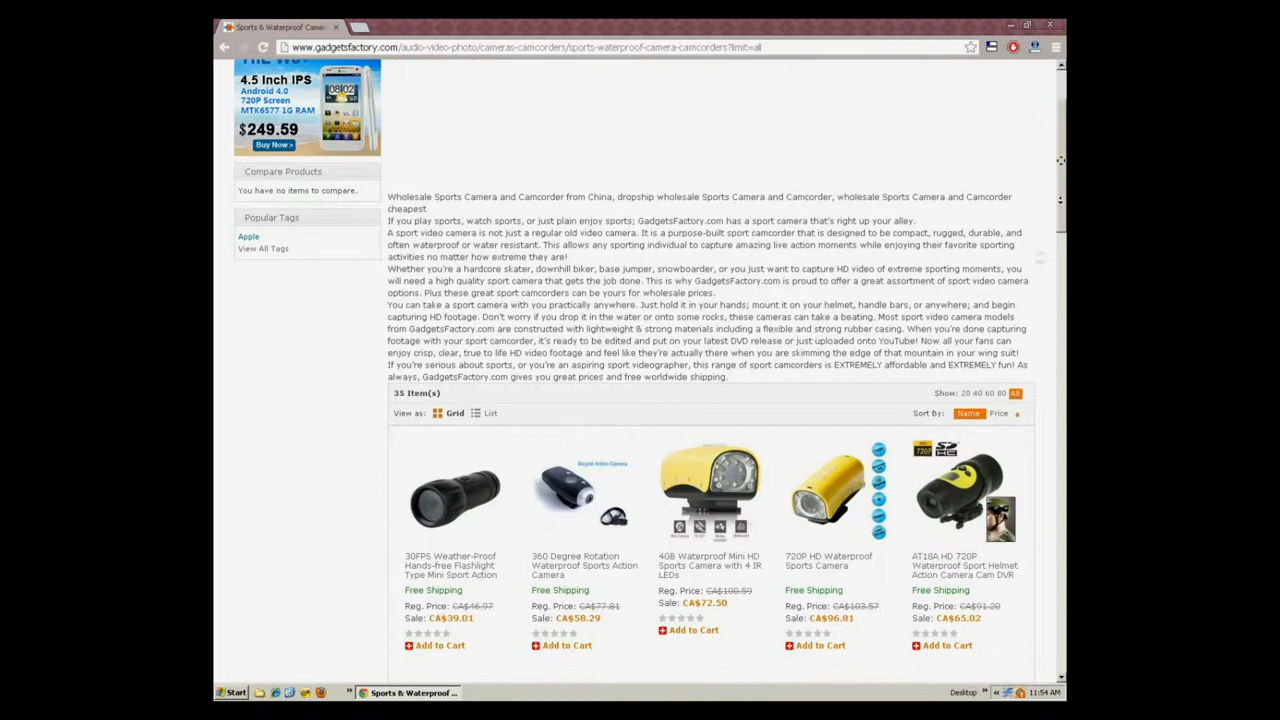 Sports & Waterproof Came
www.gadgetsfactory.com/audio-video-photo/cameras-camcorders/sports-waterproof-camera-camcorders?limit=all
4.5 Inch IPS
Android 4.0
720P Screen
MTK6577 1G RAM
$249.59
Buy Now >
Compare Products
You have no items to compare.
Popular Tags
Apple
View All Tags
Wholesale Sports Camera and Camcorder from China, dropship wholesale Sports Camera and Camcorder, wholesale Sports Camera and Camcorder
cheapest
If you play sports, watch sports, or just plain enjoy sports; GadgetsFactory.com has a sport camera that's right up your alley.
A sport video camera is not just a regular old video camera. It is a purpose-built sport camcorder that is designed to be compact, rugged, durable, and
often waterproof or water resistant. This allows any sporting individual to capture amazing live action moments while enjoying their favorite sporting
activities no matter how extreme they are!
Whether you're a hardcore skater, downhill biker, base jumper, snowboarder, or you just want to capture HD video of extreme sporting moments, you
will need a high quality sport camera that gets the job done. This is why GadgetsFactory.com is proud to offer a great assortment of sport video camera
options. Plus these great sport camcorders can be yours for wholesale prices.
You can take a sport camera with you practically anywhere. Just hold it in your hands; mount it on your helmet, handle bars, or anywhere; and begin
capturing HD footage. Don't worry if you drop it in the water or onto some rocks, these cameras can take a beating. Most sport video camera models
from GadgetsFactory.com are constructed with lightweight & strong materials including a flexible and strong rubber casing. When you're done capturing
footage with your sport camcorder, it's ready to be edited and put on your latest DVD release or just uploaded onto YouTube! Now all your fans can
enjoy crisp, clear, true to life HD video footage and feel like they're actually there when you are skimming the edge of that mountain in your wing suit!
If you're serious about sports, or you're an aspiring sport videographer, this range of sport camcorders is EXTREMELY affordable and EXTREMELY fun! As
always, GadgetsFactory.com gives you great prices and free worldwide shipping.
35 Item(s) Show: 20 40 60 80 All
View as: Grid List Sort By: Name Price
Bicycle Action Camera
720P
SD HC
30FPS Weather-Proof
Hands-free Flashlight
Type Mini Sport Action
Free Shipping
Reg. Price: CA$46.97
Sale: CA$39.01
Add to Cart
360 Degree Rotation
Waterproof Sports Action
Camera
Free Shipping
Reg. Price: CA$77.81
Sale: CA$58.29
Add to Cart
4GB Waterproof Mini HD
Sports Camera with 4 IR
LEDs
Reg. Price: CA$100.59
Sale: CA$72.50
Add to Cart
720P HD Waterproof
Sports Camera
Free Shipping
Reg. Price: CA$103.57
Sale: CA$96.81
Add to Cart
AT18A HD 720P
Waterproof Sport Helmet
Action Camera Cam DVR
Free Shipping
Reg. Price: CA$91.20
Sale: CA$65.02
Add to Cart
Start » Sports & Waterproof ... Desktop » « 11:54 AM